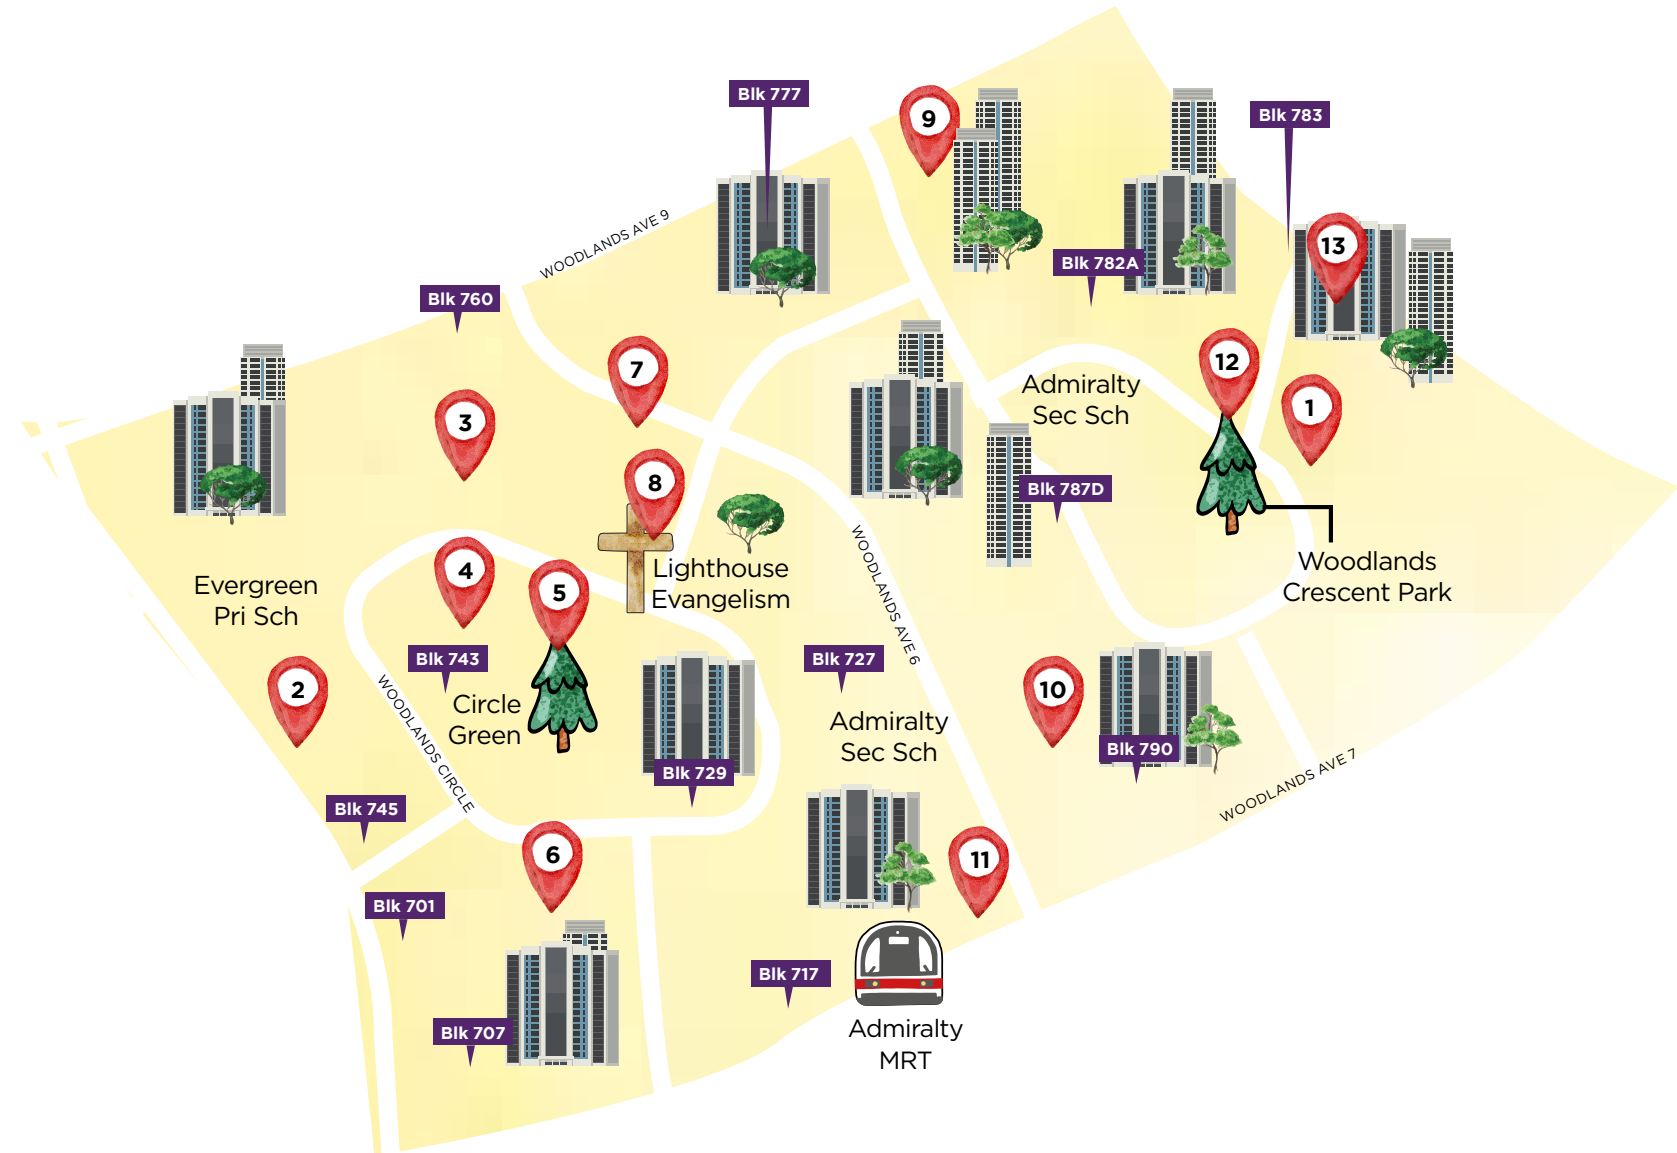 Blk 777
9
Blk 783
WOODLANDS AVE 9
13
Blk 782A
Blk 760
7
12
Admiralty
Sec Sch
3
1
8
Blk 787D
WOODLANDS AVE 6
Lighthouse
Evangelism
Woodlands
Crescent Park
4
5
Evergreen
Pri Sch
Blk 743
Blk 727
2
10
Circle
Green
WOODLANDS CIRCLE
Admiralty
Sec Sch
Blk 790
Blk 729
WOODLANDS AVE 7
Blk 745
6
11
Blk 701
Blk 717
Blk 707
Admiralty
MRT